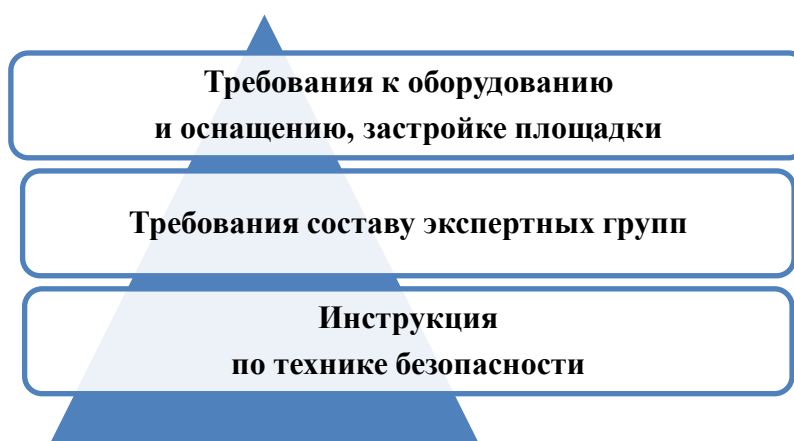 Требования к оборудованию
и оснащению, застройке площадки
Требования составу экспертных групп
Инструкция
по технике безопасности